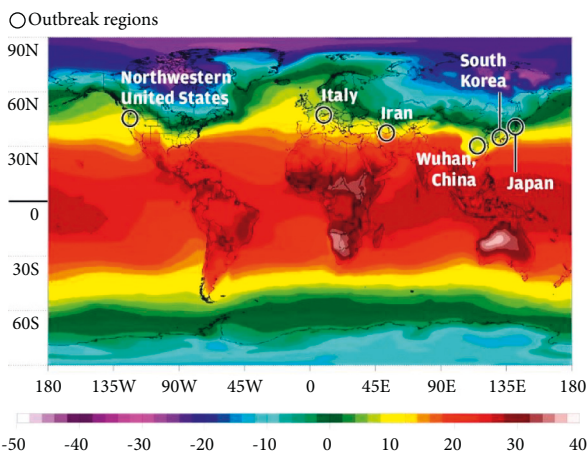 Outbreak regions
90N
60N
30N
0
30S
60S
Northwestern
United States
Italy
Iran
South
Korea
Wuhan,
China
Japan
180 135W 90W 45W 0 45E 90E 135E 180
-50 -40 -30 -20 -10 0 10 20 30 40